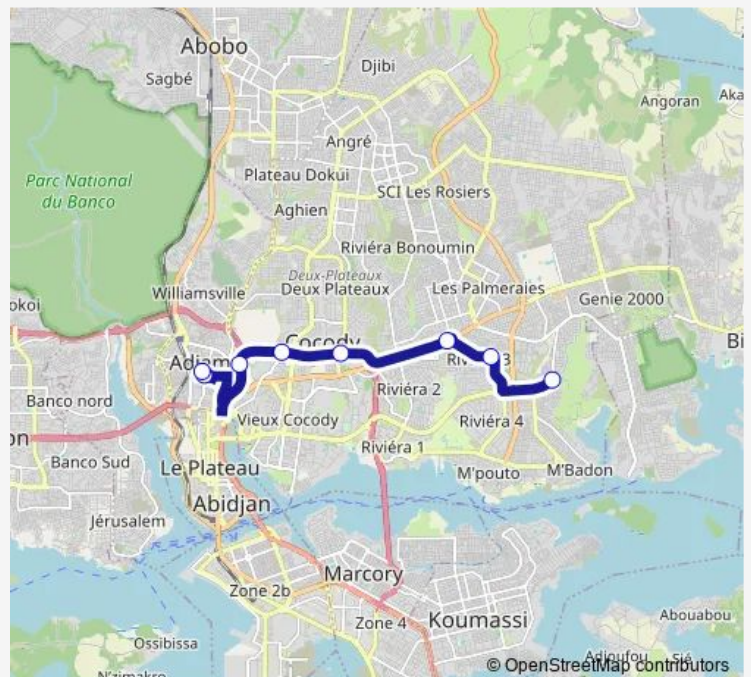 Abobo
Djibi
Sagbé
Angoran
Angré
Parc National
du Banco
Plateau Dokui
SCI Les Rosiers
Aghien
Riviéra Bonoumin
Deux-Plateaux
Deux Plateaux
Williamsville
Les Palmeraies
Genie 2000
Cocody
Banco nord
Riviéra 2
Vieux Cocody
Riviéra 4
Riviéra 1
Banco Sud
Le Plateau
M'pouto
M'Badon
Abidjan
Jérusalem
Marcory
Zone 2b
Zone 4
Koumassi
Abouabou
Ossibissa
© OpenStreetMap contributors